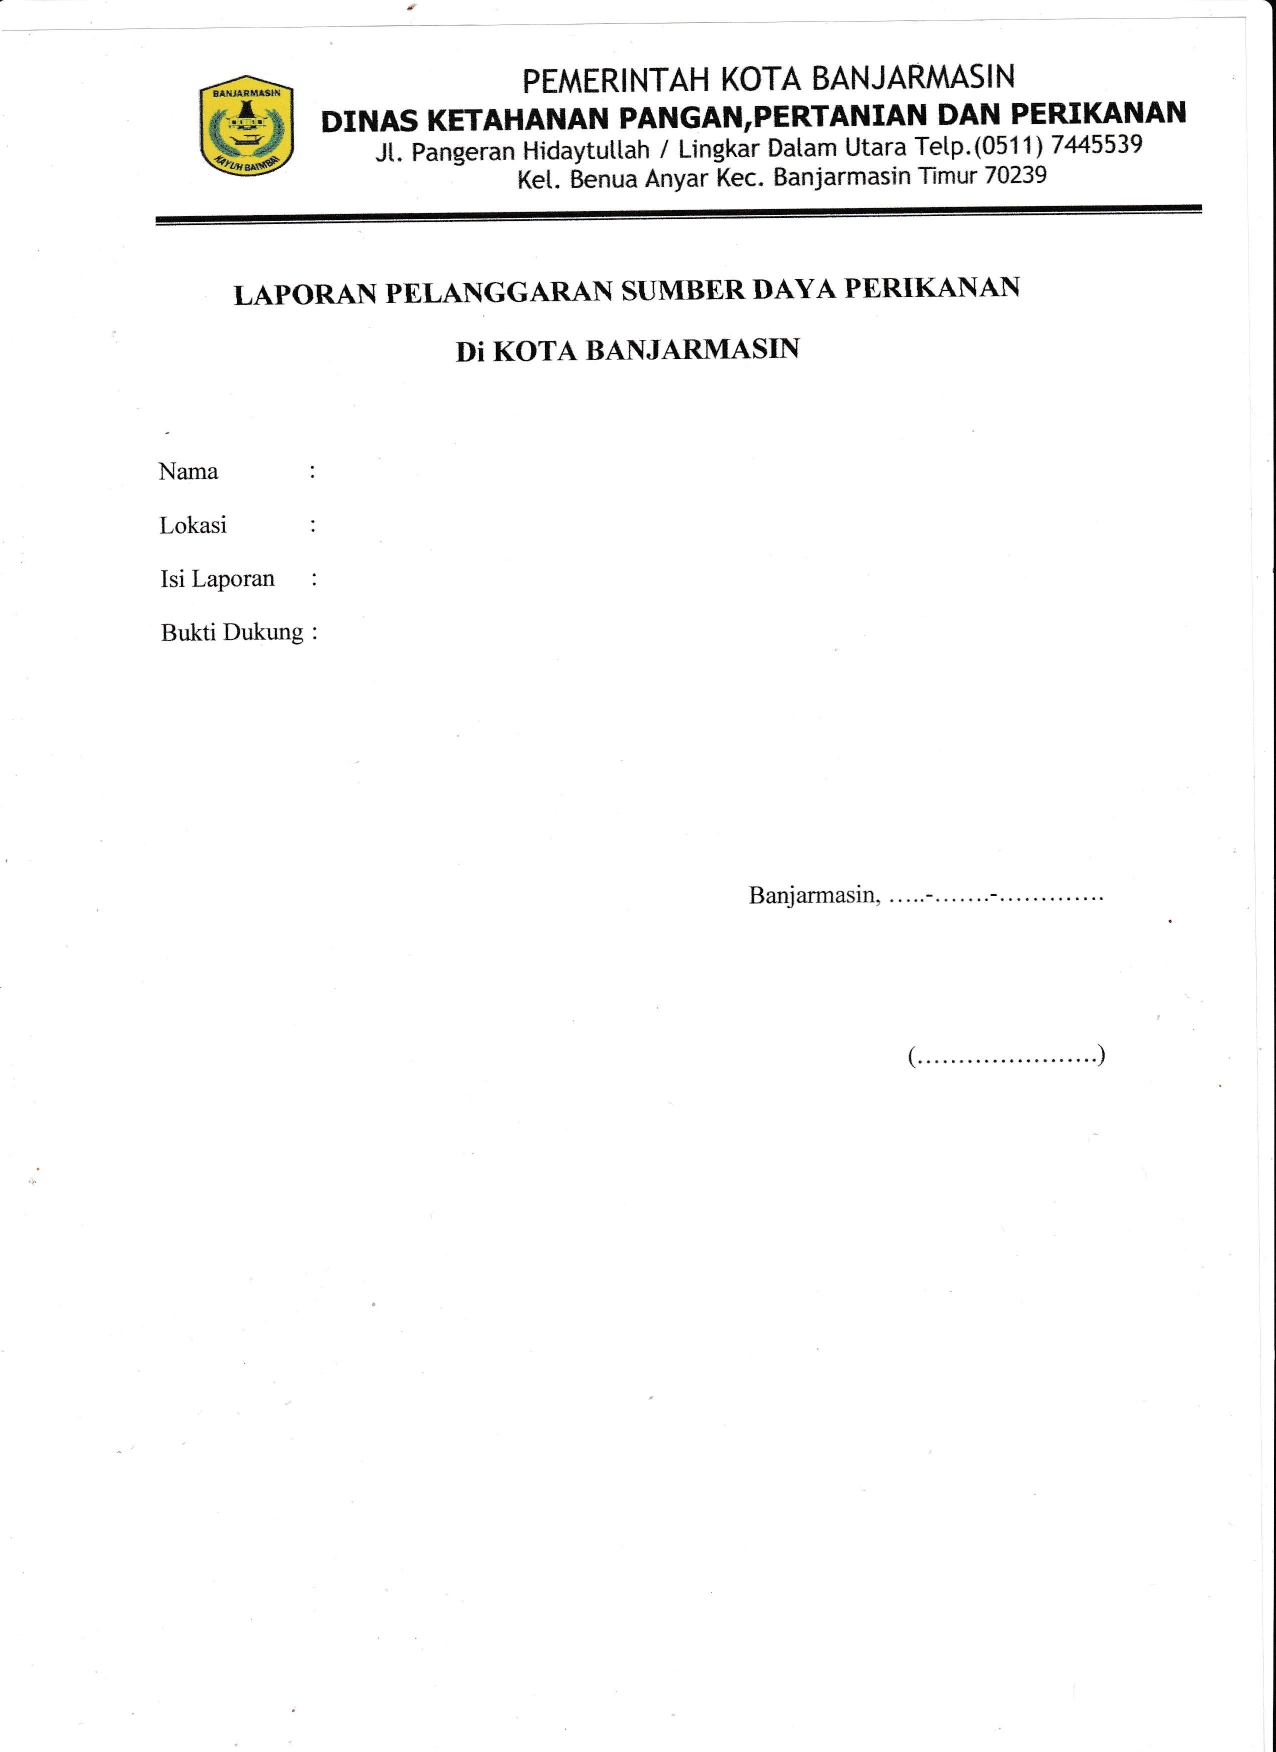 BANJARMASIN
KAYUH BAIMBAI
PEMERINTAH KOTA BANJARMASIN
DINAS KETAHANAN PANGAN,PERTANIAN DAN PERIKANAN
Jl. Pangeran Hidaytullah / Lingkar Dalam Utara Telp.(0511) 7445539
Kel. Benua Anyar Kec. Banjarmasin Timur 70239
LAPORAN PELANGGARAN SUMBER DAYA PERIKANAN
Di KOTA BANJARMASIN
Nama :
Lokasi :
Isi Laporan :
Bukti Dukung :
Banjarmasin, …..-…….-………….
(………………….)